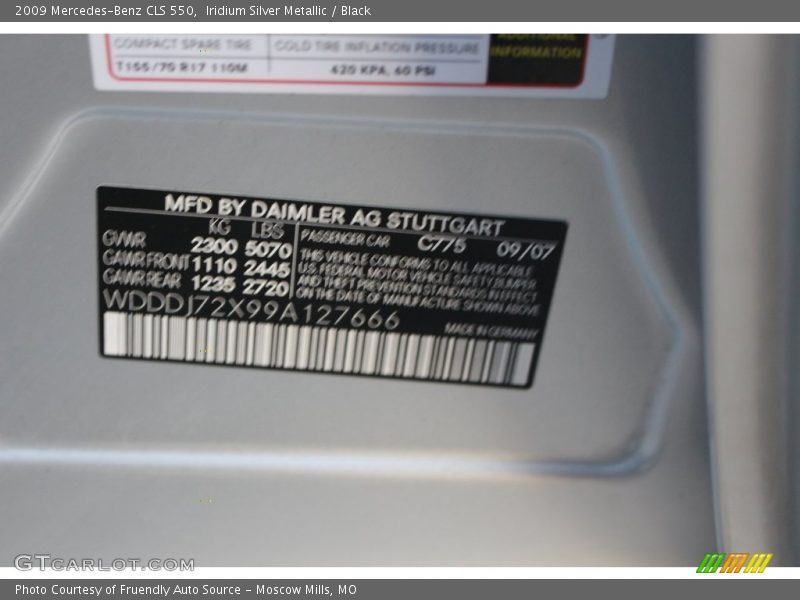 2009 Mercedes-Benz CLS 550,  Iridium Silver Metallic / Black
COMPACT SPARE TIRE COLD TIRE INFLATION PRESSURE
T155/70 R17 110M 420 KPA, 60 PSI
ADDITIONAL
INFORMATION
MFD BY DAIMLER AG STUTTGART
KG LBS
GVWR 2300 5070
GAWR FRONT 1110 2445
GAWR REAR 1235 2720
PASSENGER CAR C775 09/07
THIS VEHICLE CONFORMS TO ALL APPLICABLE
U.S. FEDERAL MOTOR VEHICLE SAFETY BUMPER
AND THEFT PREVENTION STANDARDS IN EFFECT
ON THE DATE OF MANUFACTURE SHOWN ABOVE
WDDDJ72X99A127666
MADE IN GERMANY
GTCARLOT.COM
Photo Courtesy of Fruendly Auto Source - Moscow Mills, MO